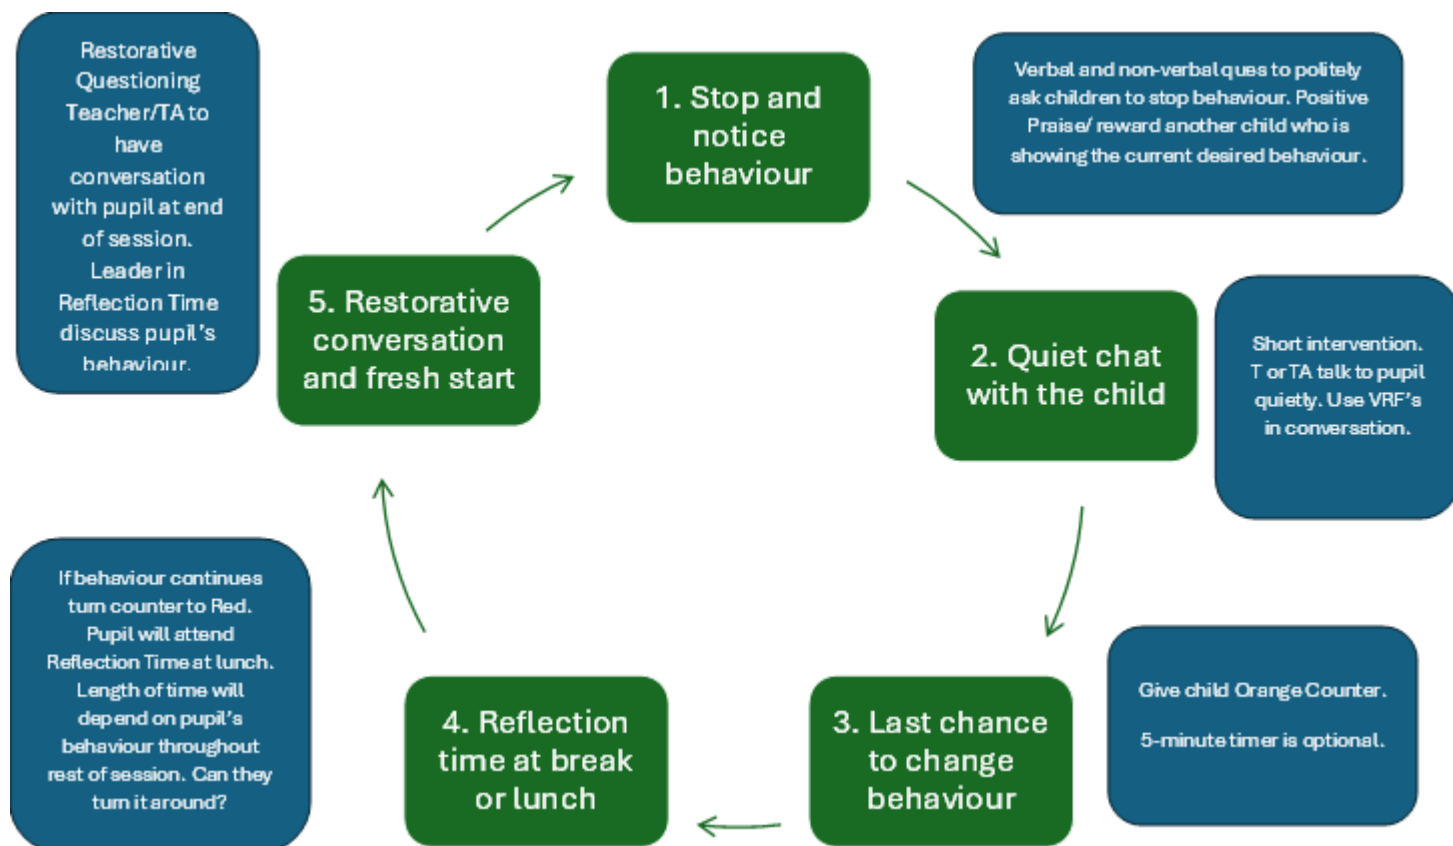 1. Stop and
notice
behaviour
Verbal and non-verbal ques to politely
ask children to stop behaviour. Positive
Praise/ reward another child who is
showing the current desired behaviour.
2. Quiet chat
with the child
Short intervention.
T or TA talk to pupil
quietly. Use VRF's
in conversation.
3. Last chance
to change
behaviour
Give child Orange Counter.
5-minute timer is optional.
4. Reflection
time at break
or lunch
If behaviour continues
turn counter to Red.
Pupil will attend
Reflection Time at lunch.
Length of time will
depend on pupil's
behaviour throughout
rest of session. Can they
turn it around?
5. Restorative
conversation
and fresh start
Restorative
Questioning
Teacher/TA to
have
conversation
with pupil at end
of session.
Leader in
Reflection Time
discuss pupil's
behaviour.